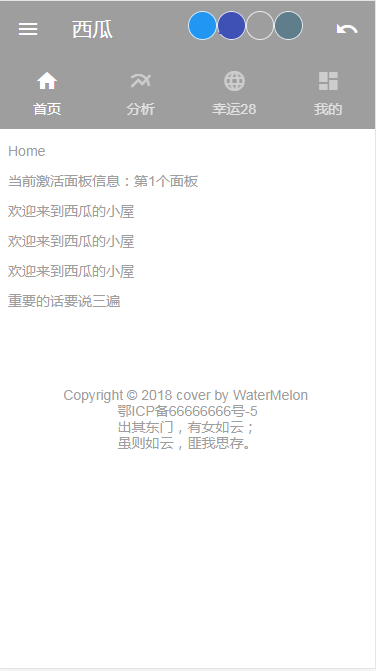 西瓜
首页 分析 幸运28 我的
Home
当前激活面板信息：第1个面板
欢迎来到西瓜的小屋
欢迎来到西瓜的小屋
欢迎来到西瓜的小屋
重要的话要说三遍
Copyright © 2018 cover by WaterMelon
鄂ICP备66666666号-5
出其东门，有女如云；
虽则如云，匪我思存。